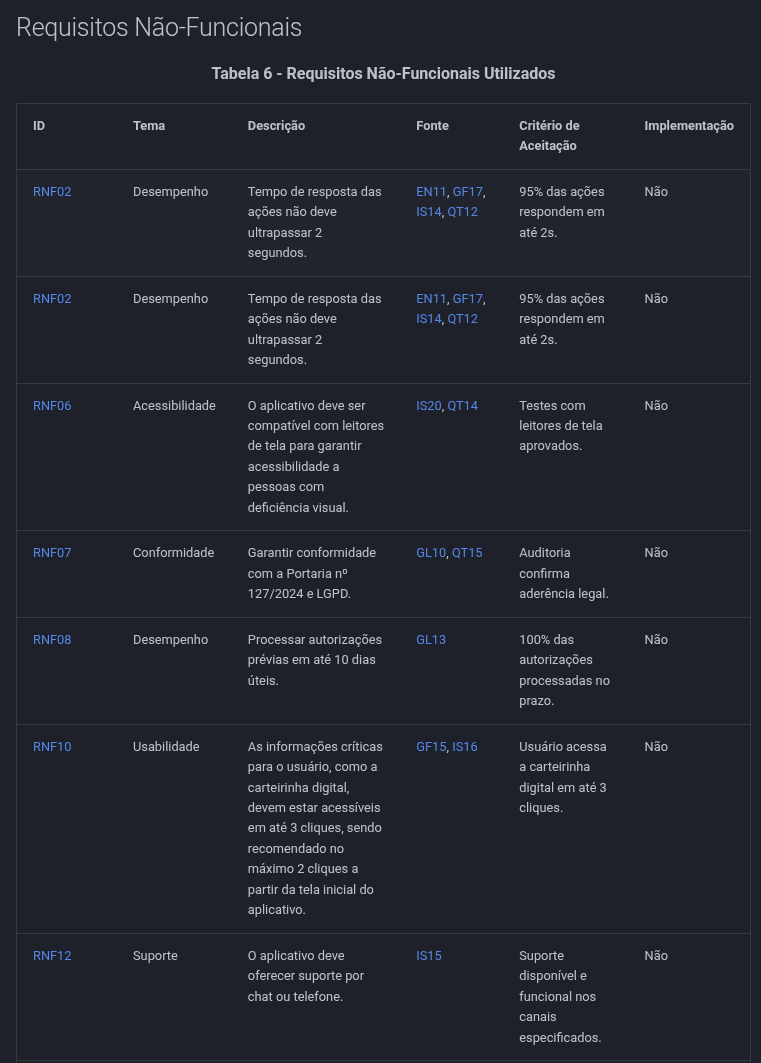 Requisitos Não-Funcionais
Tabela 6 - Requisitos Não-Funcionais Utilizados
ID Tema Descrição Fonte Critério de Aceitação Implementação
RNF02 Desempenho Tempo de resposta das ações não deve ultrapassar 2 segundos. EN11, GF17, IS14, QT12 95% das ações respondem em até 2s. Não
RNF02 Desempenho Tempo de resposta das ações não deve ultrapassar 2 segundos. EN11, GF17, IS14, QT12 95% das ações respondem em até 2s. Não
RNF06 Acessibilidade O aplicativo deve ser compatível com leitores de tela para garantir acessibilidade a pessoas com deficiência visual. IS20, QT14 Testes com leitores de tela aprovados. Não
RNF07 Conformidade Garantir conformidade com a Portaria nº 127/2024 e LGPD. GL10, QT15 Auditoria confirma aderência legal. Não
RNF08 Desempenho Processar autorizações prévias em até 10 dias úteis. GL13 100% das autorizações processadas no prazo. Não
RNF10 Usabilidade As informações críticas para o usuário, como a carteirinha digital, devem estar acessíveis em até 3 cliques, sendo recomendado no máximo 2 cliques a partir da tela inicial do aplicativo. GF15, IS16 Usuário acessa a carteirinha digital em até 3 cliques. Não
RNF12 Suporte O aplicativo deve oferecer suporte por chat ou telefone. IS15 Suporte disponível e funcional nos canais especificados. Não